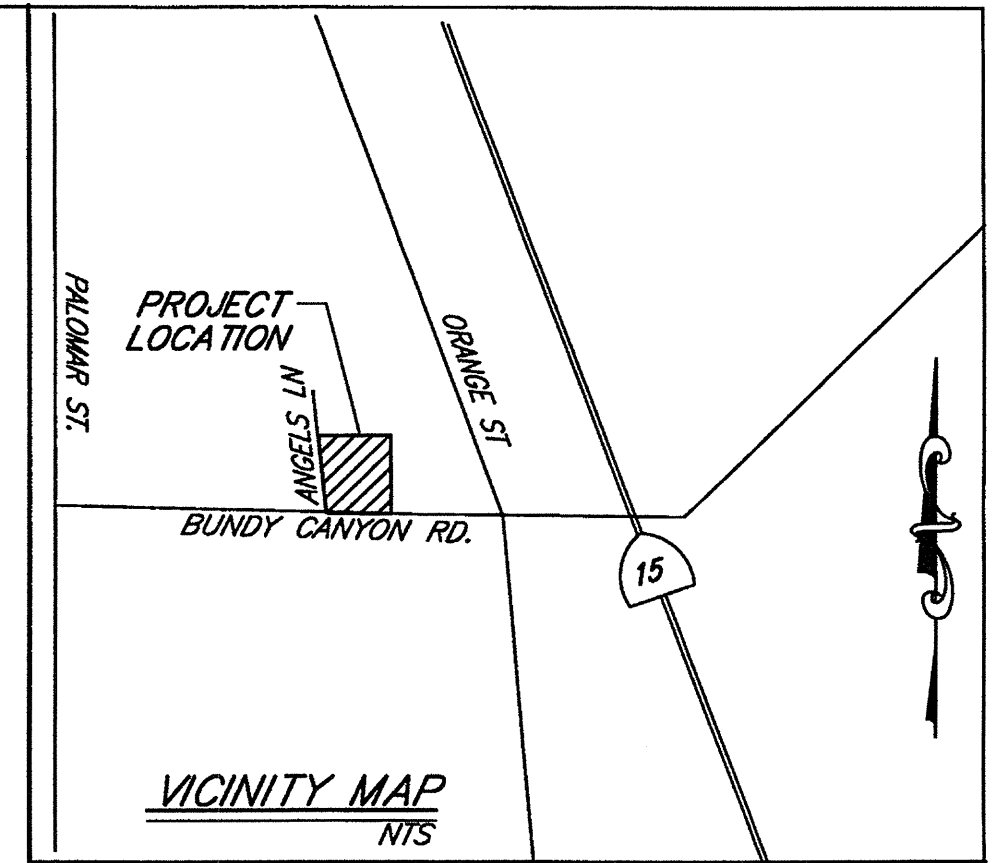 PALOMAR ST.
PROJECT
LOCATION
ANGELS LN
ORANGE ST
BUNDY CANYON RD.
15
VICINITY MAP
NTS